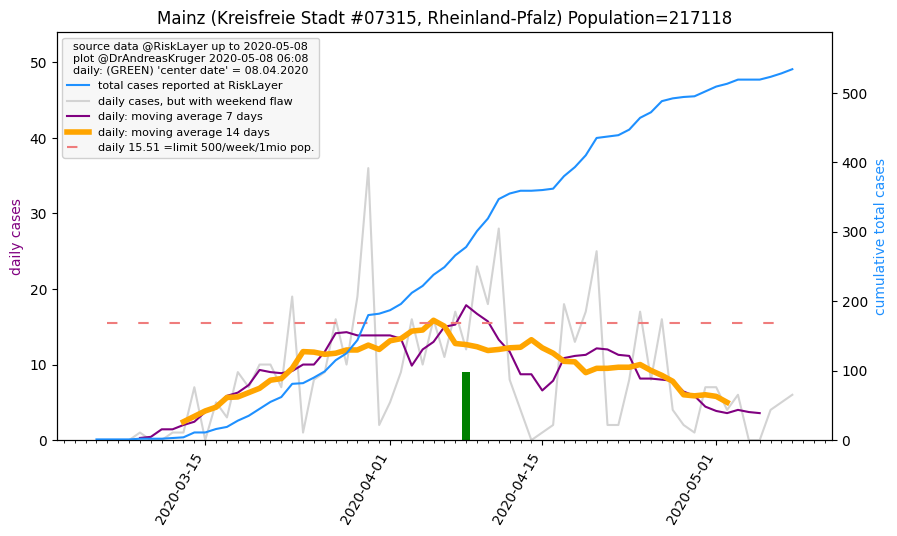 Mainz (Kreisfreie Stadt #07315, Rheinland-Pfalz) Population=217118
source data @RiskLayer up to 2020-05-08
plot @DrAndreasKruger 2020-05-08 06:08
daily: (GREEN) 'center date' = 08.04.2020
total cases reported at RiskLayer
daily cases, but with weekend flaw
daily: moving average 7 days
daily: moving average 14 days
daily 15.51 =limit 500/week/1mio pop.
daily cases
50
40
30
20
10
0
cumulative total cases
500
400
300
200
100
0
2020-03-15
2020-04-01
2020-04-15
2020-05-01